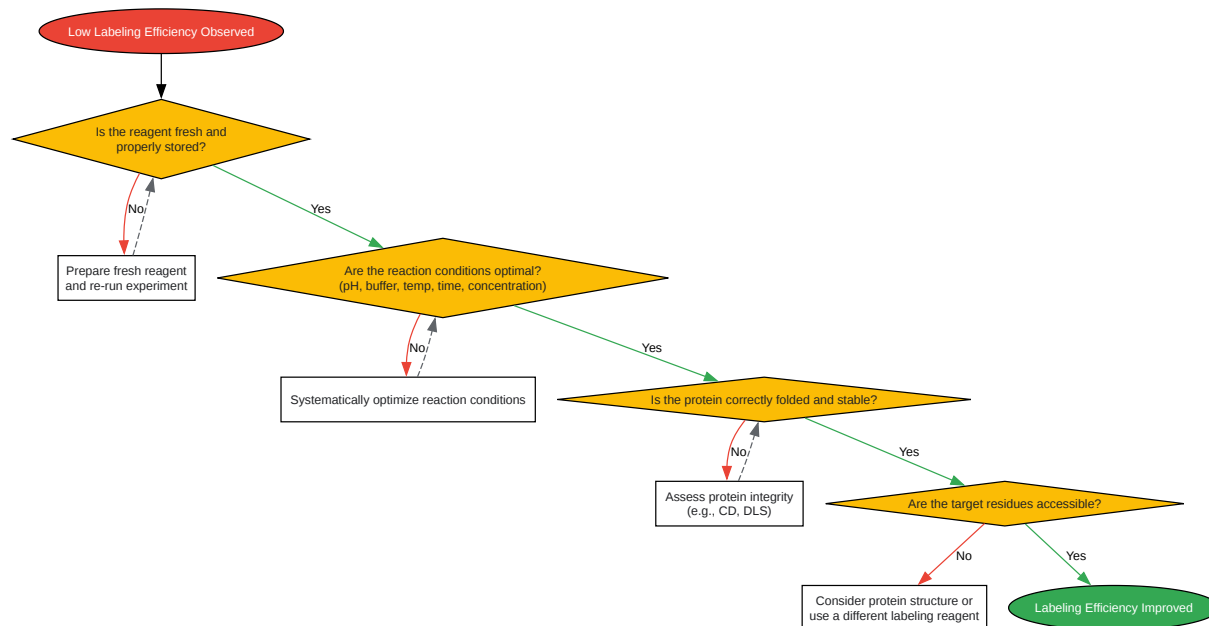 Low Labeling Efficiency Observed
Is the reagent fresh and
properly stored?
No
Yes
Prepare fresh reagent
and re-run experiment
Are the reaction conditions optimal?
(pH, buffer, temp, time, concentration)
No
Yes
Systematically optimize reaction conditions
Is the protein correctly folded and stable?
No
Yes
Assess protein integrity
(e.g., CD, DLS)
Are the target residues accessible?
No
Yes
Consider protein structure or
use a different labeling reagent
Labeling Efficiency Improved